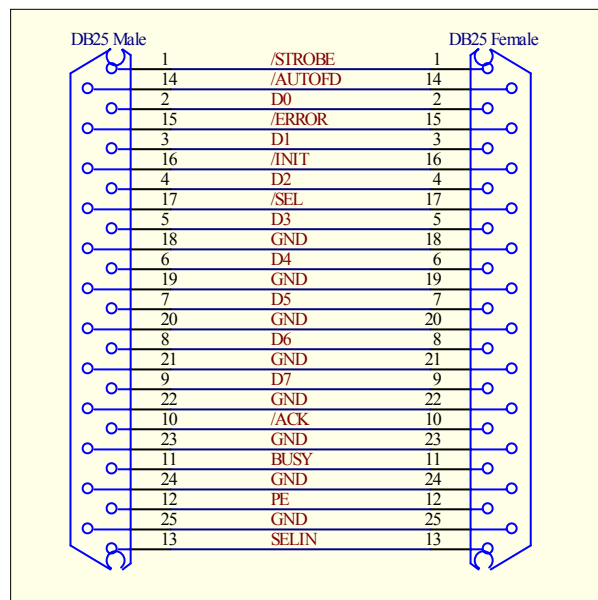 DB25 Male DB25 Female
1 /STROBE 1
14 /AUTOFD 14
2 D0 2
15 /ERROR 15
3 D1 3
16 /INIT 16
4 D2 4
17 /SEL 17
5 D3 5
18 GND 18
6 D4 6
19 GND 19
7 D5 7
20 GND 20
8 D6 8
21 GND 21
9 D7 9
22 GND 22
10 /ACK 10
23 GND 23
11 BUSY 11
24 GND 24
12 PE 12
25 GND 25
13 SELIN 13